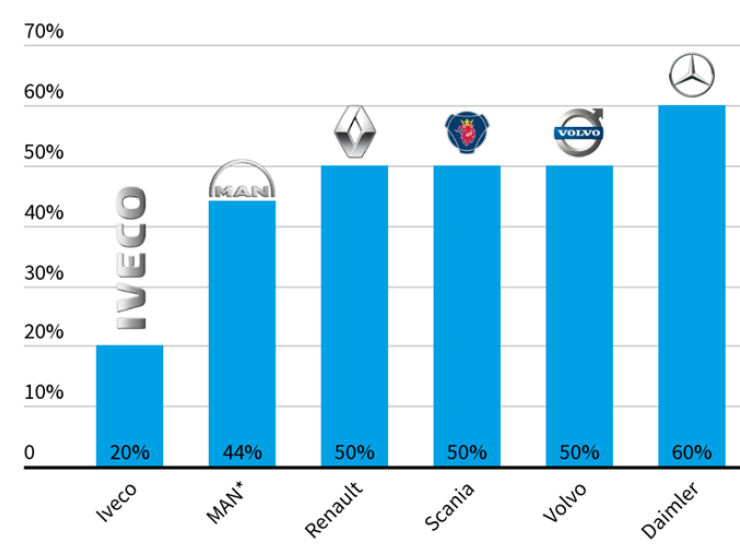 70%
60%
50%
40%
30%
20%
10%
0
IVECO
MAN
VOLVO
20%
44%
50%
50%
50%
60%
Iveco
MAN*
Renault
Scania
Volvo
Daimler